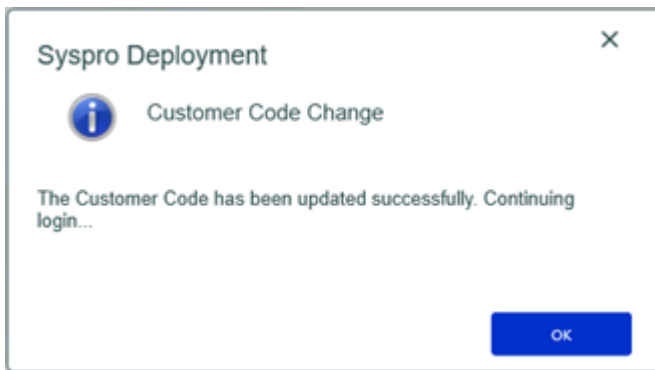 Syspro Deployment
Customer Code Change
The Customer Code has been updated successfully. Continuing
login...
OK